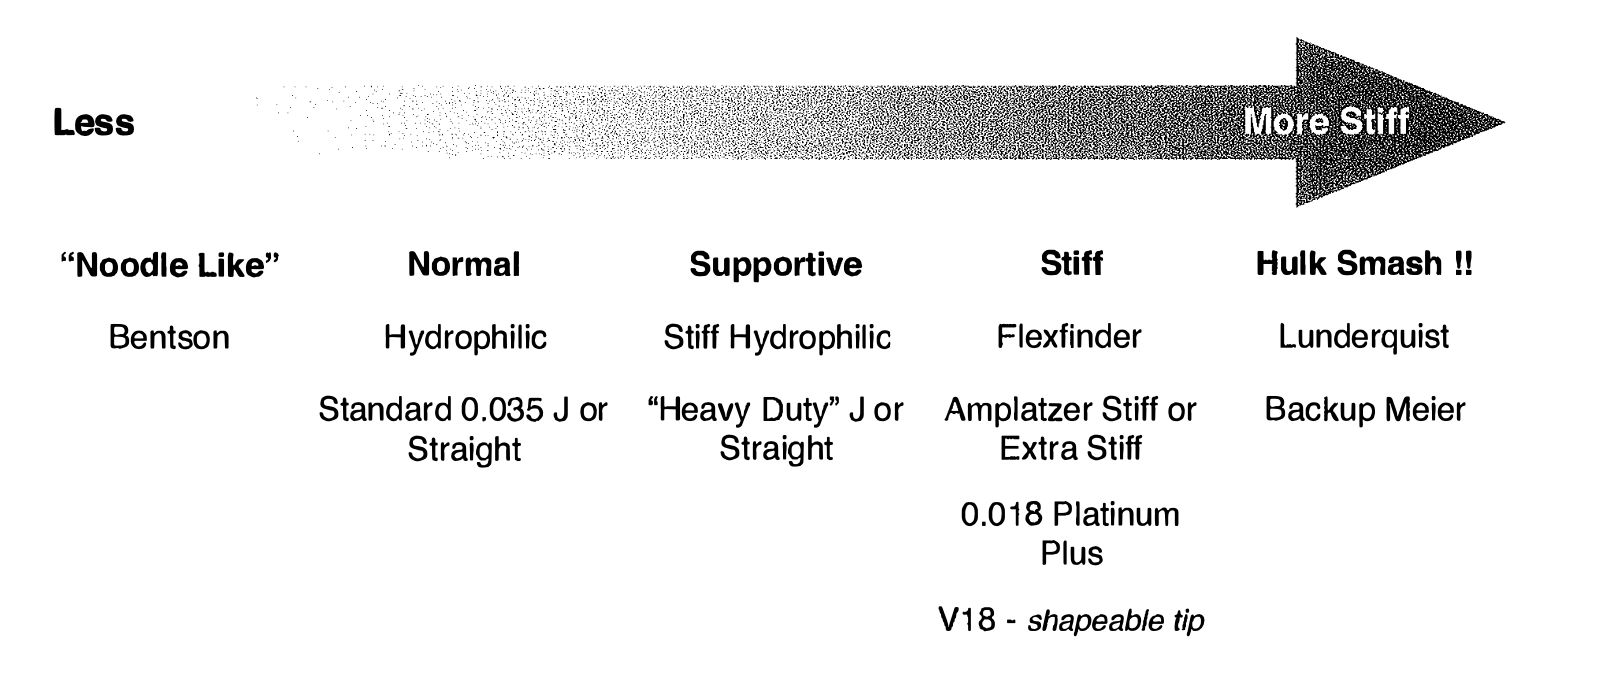 Less
More Stiff
“Noodle Like” Normal Supportive Stiff Hulk Smash !!
Bentson Hydrophilic Stiff Hydrophilic Flexfinder Lunderquist
Standard 0.035 J or “Heavy Duty” J or Amplatzer Stiff or Backup Meier
Straight Straight Extra Stiff
0.018 Platinum
Plus
V18 - shapeable tip